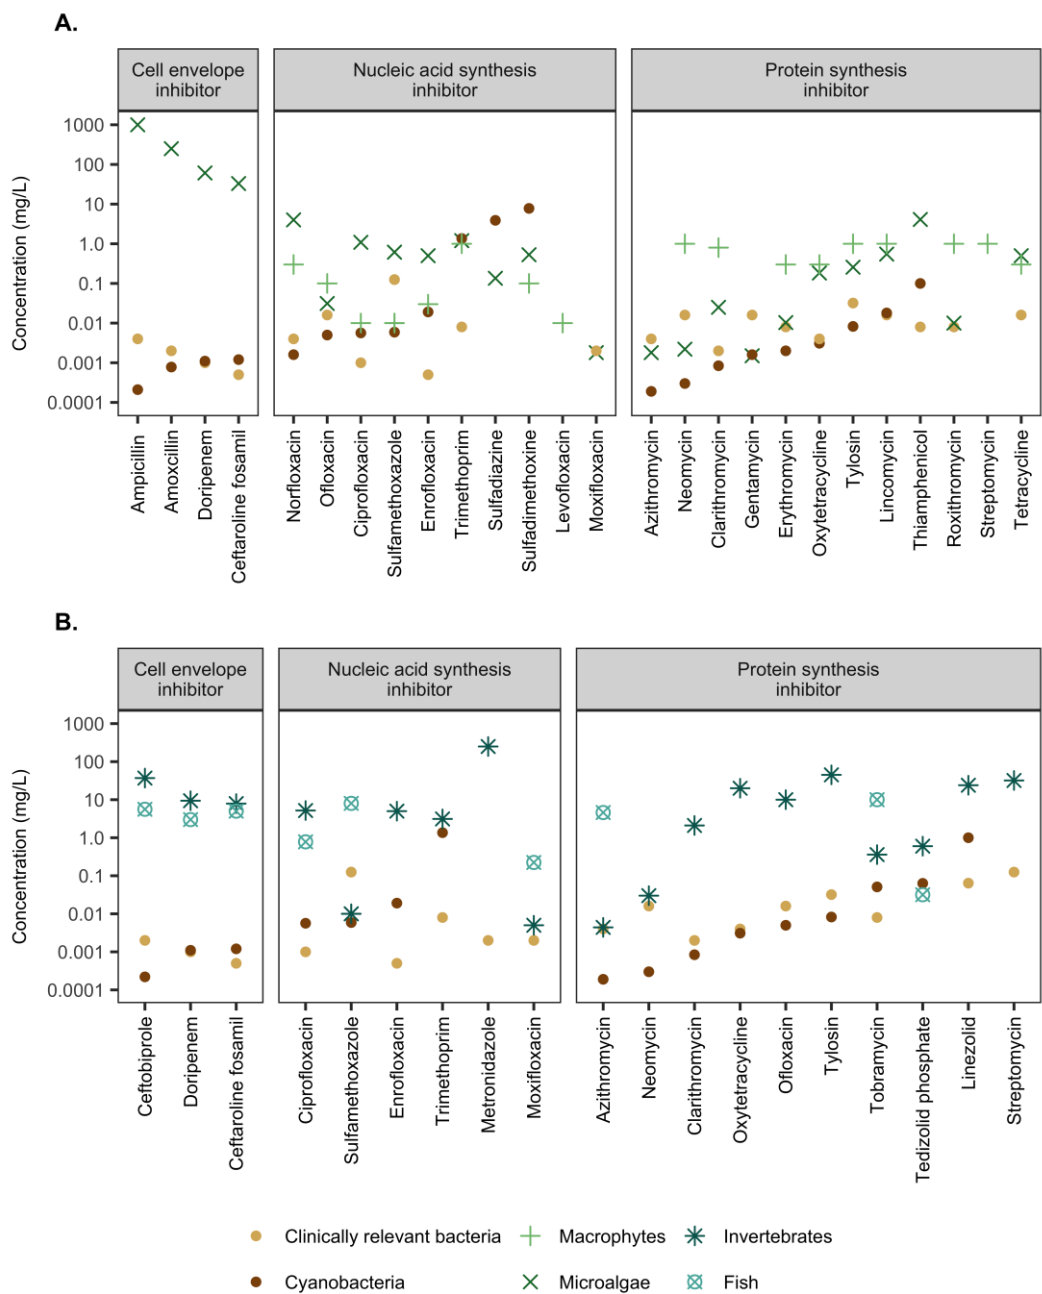 A.
Cell envelope
inhibitor
Nucleic acid synthesis
inhibitor
Protein synthesis
inhibitor
Concentration (mg/L)
1000
100
10
1.0
0.1
0.01
0.001
0.0001
Ampicillin
Amoxcillin
Doripenem
Ceftaroline fosamil
Norfloxacin
Ofloxacin
Ciprofloxacin
Sulfamethoxazole
Enrofloxacin
Trimethoprim
Sulfadiazine
Sulfadimethoxine
Levofloxacin
Moxifloxacin
Azithromycin
Neomycin
Clarithromycin
Gentamycin
Erythromycin
Oxytetracycline
Tylosin
Lincomycin
Thiamphenicol
Roxithromycin
Streptomycin
Tetracycline
B.
Cell envelope
inhibitor
Nucleic acid synthesis
inhibitor
Protein synthesis
inhibitor
Concentration (mg/L)
1000
100
10
1.0
0.1
0.01
0.001
0.0001
Ceftobiprole
Doripenem
Ceftaroline fosamil
Ciprofloxacin
Sulfamethoxazole
Enrofloxacin
Trimethoprim
Metronidazole
Moxifloxacin
Azithromycin
Neomycin
Clarithromycin
Oxytetracycline
Ofloxacin
Tylosin
Tobramycin
Tedizolid phosphate
Linezolid
Streptomycin
Clinically relevant bacteria
Macrophytes
Invertebrates
Cyanobacteria
Microalgae
Fish